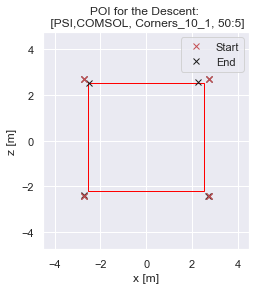 POI for the Descent:
[PSI,COMSOL, Corners_10_1, 50:5]
Start
End
4
2
0
−2
−4
z [m]
−4 −2 0 2 4
x [m]